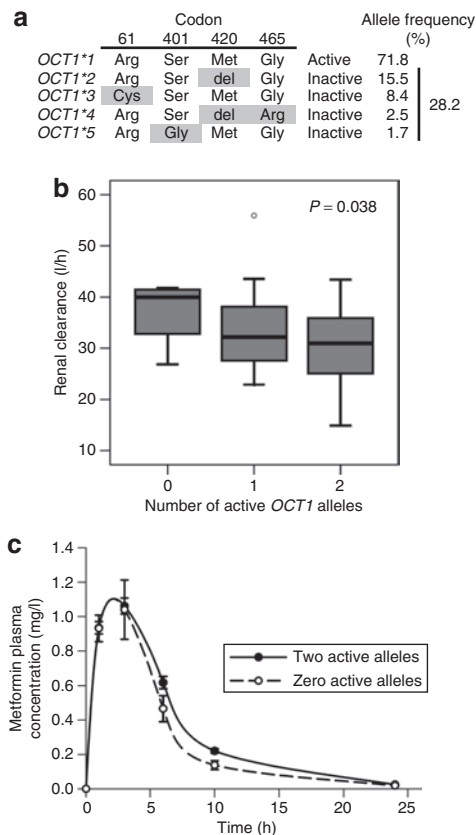 a
Codon Allele frequency
61 401 420 465 (%)
OCT1*1 Arg Ser Met Gly Active 71.8
OCT1*2 Arg Ser del Gly Inactive 15.5
OCT1*3 Cys Ser Met Gly Inactive 8.4
28.2
OCT1*4 Arg Ser del Arg Inactive 2.5
OCT1*5 Arg Gly Met Gly Inactive 1.7
b
60
P = 0.038
50
40
30
20
10
Renal clearance (l/h)
0 1 2
Number of active OCT1 alleles
c
1.4
1.2
1.0
0.8
0.6
0.4
0.2
0.0
Metformin plasma
concentration (mg/l)
Two active alleles
Zero active alleles
0 5 10 15 20 25
Time (h)